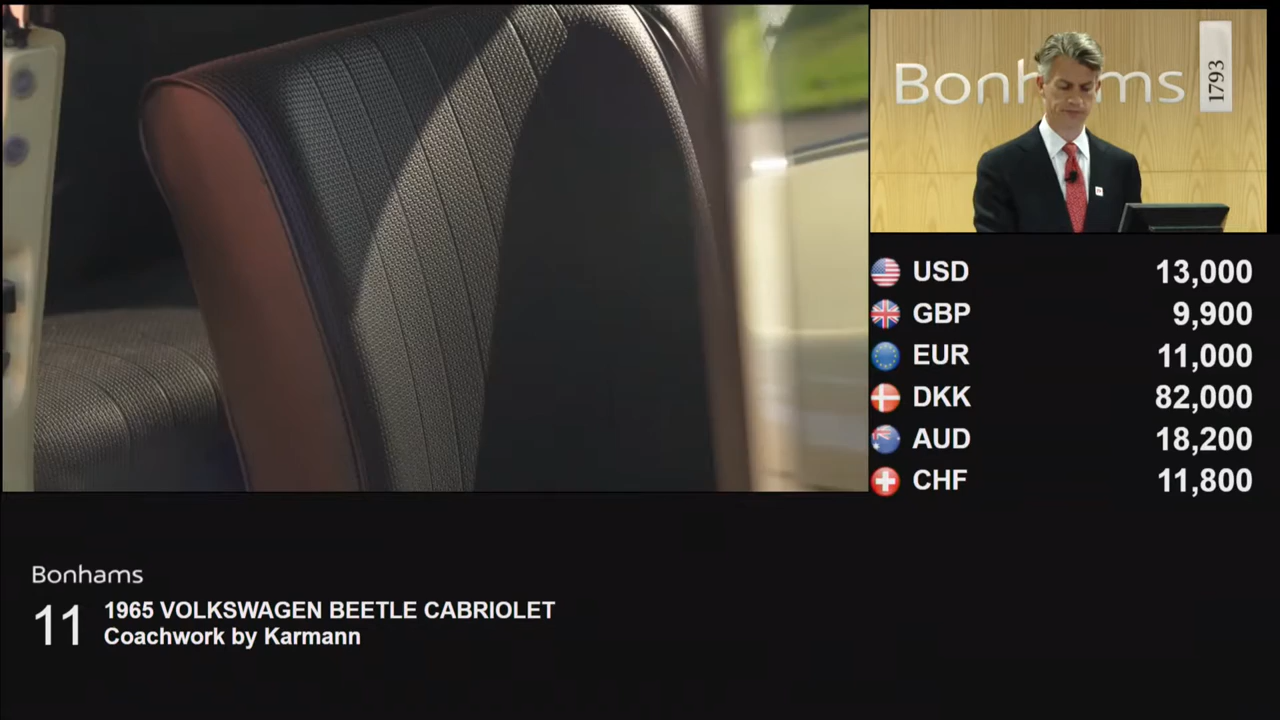 Bonhams
1793
USD 13,000
GBP 9,900
EUR 11,000
DKK 82,000
AUD 18,200
CHF 11,800
Bonhams
11
1965 VOLKSWAGEN BEETLE CABRIOLET
Coachwork by Karmann